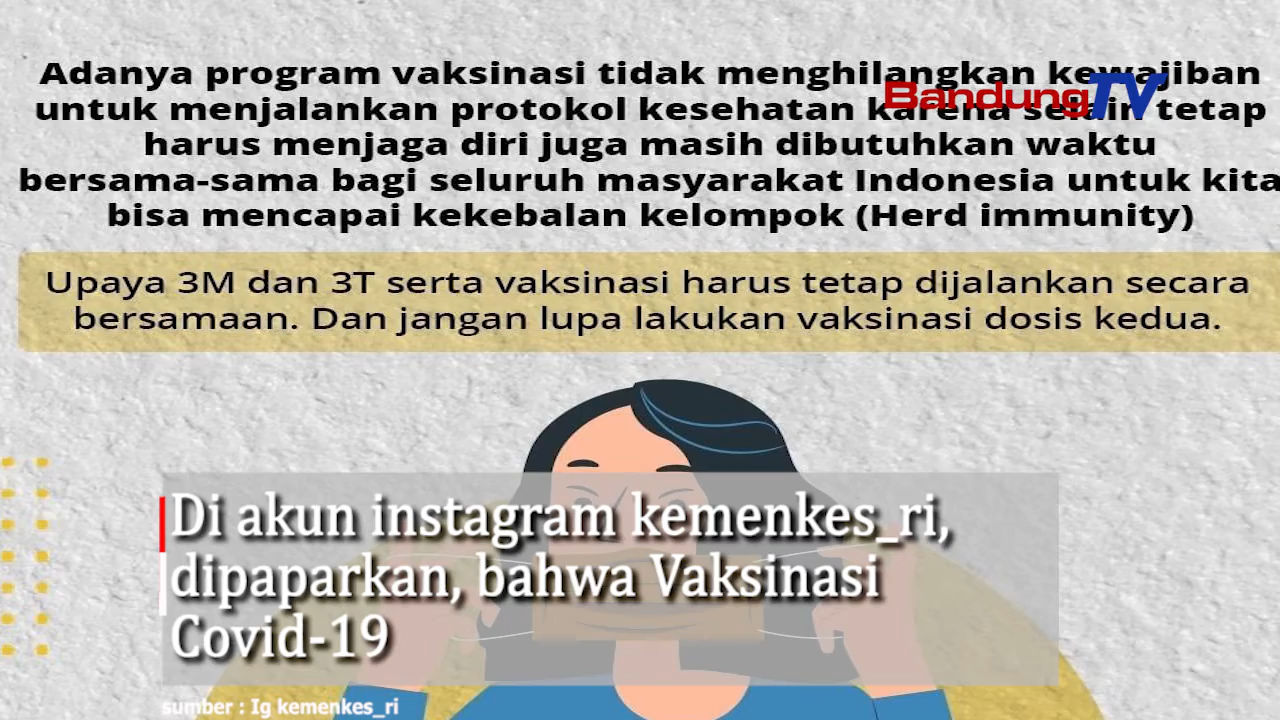 Adanya program vaksinasi tidak menghilangkan kewajiban
BandungTV
untuk menjalankan protokol kesehatan karena selain tetap
harus menjaga diri juga masih dibutuhkan waktu
bersama-sama bagi seluruh masyarakat Indonesia untuk kita
bisa mencapai kekebalan kelompok (Herd immunity)
Upaya 3M dan 3T serta vaksinasi harus tetap dijalankan secara
bersamaan. Dan jangan lupa lakukan vaksinasi dosis kedua.
Di akun instagram kemenkes_ri,
dipaparkan, bahwa Vaksinasi
Covid-19
sumber : Ig kemenkes_ri